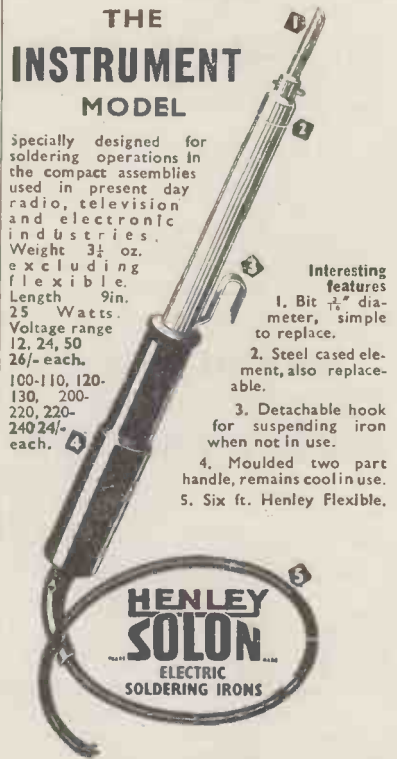 THE
INSTRUMENT
MODEL
Specially designed for
soldering operations in
the compact assemblies
used in present day
radio, television
and electronic
industries.
Weight 3¼ oz.
excluding
flexible.
Length 9in.
25 Watts.
Voltage range
12, 24, 50
26/- each.
100-110, 120-
130, 200-
220, 220-
240 24/-
each.
1
2
3
4
Interesting
features
1. Bit dia-
meter, simple
to replace.
2. Steel cased ele-
ment, also replace-
able.
3. Detachable hook
for suspending iron
when not in use.
4. Moulded two part
handle, remains cool in use.
5. Six ft. Henley Flexible.
5
HENLEY
SOLON
ELECTRIC
SOLDERING IRONS